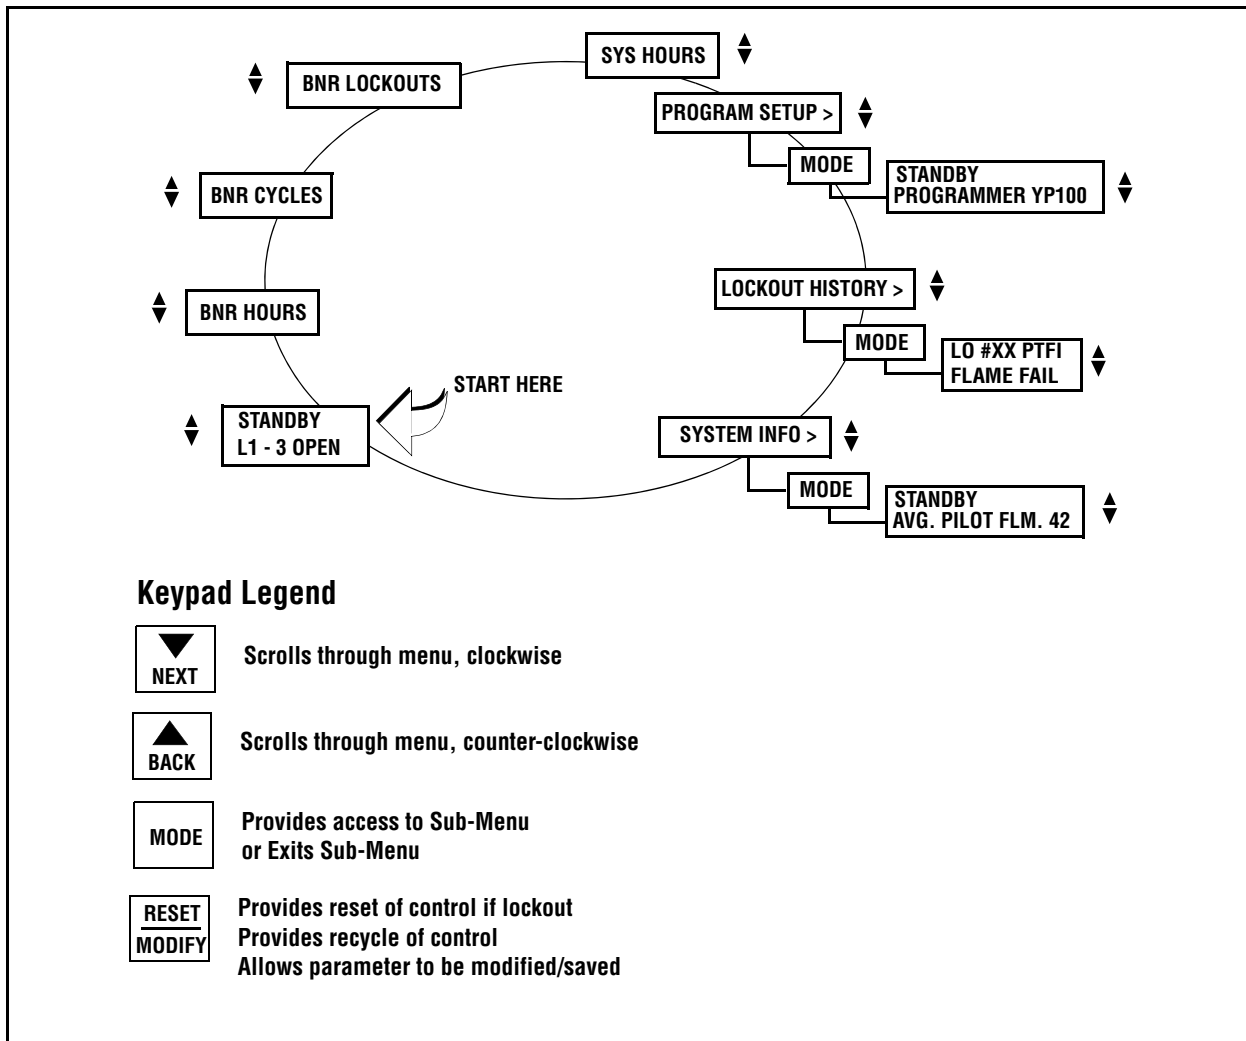 SYS HOURS
BNR LOCKOUTS
PROGRAM SETUP >
MODE
STANDBY
PROGRAMMER YP100
BNR CYCLES
LOCKOUT HISTORY >
BNR HOURS
MODE
LO #XX PTFI
FLAME FAIL
START HERE
STANDBY
L1 - 3 OPEN
SYSTEM INFO >
MODE
STANDBY
AVG. PILOT FLM. 42
Keypad Legend
NEXT
Scrolls through menu, clockwise
BACK
Scrolls through menu, counter-clockwise
MODE
Provides access to Sub-Menu
or Exits Sub-Menu
RESET
MODIFY
Provides reset of control if lockout
Provides recycle of control
Allows parameter to be modified/saved